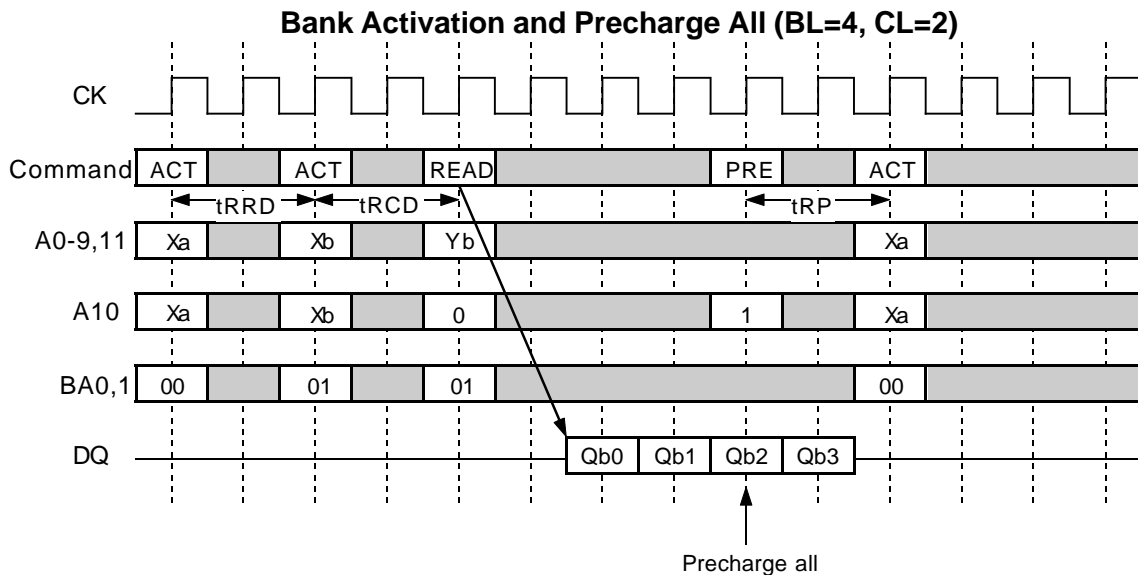 Bank Activation and Precharge All (BL=4, CL=2)
CK
Command ACT ACT READ PRE ACT
tRRD tRCD tRP
A0-9,11 Xa Xb Yb Xa
A10 Xa Xb 0 1 Xa
BA0,1 00 01 01 00
DQ Qb0 Qb1 Qb2 Qb3
Precharge all